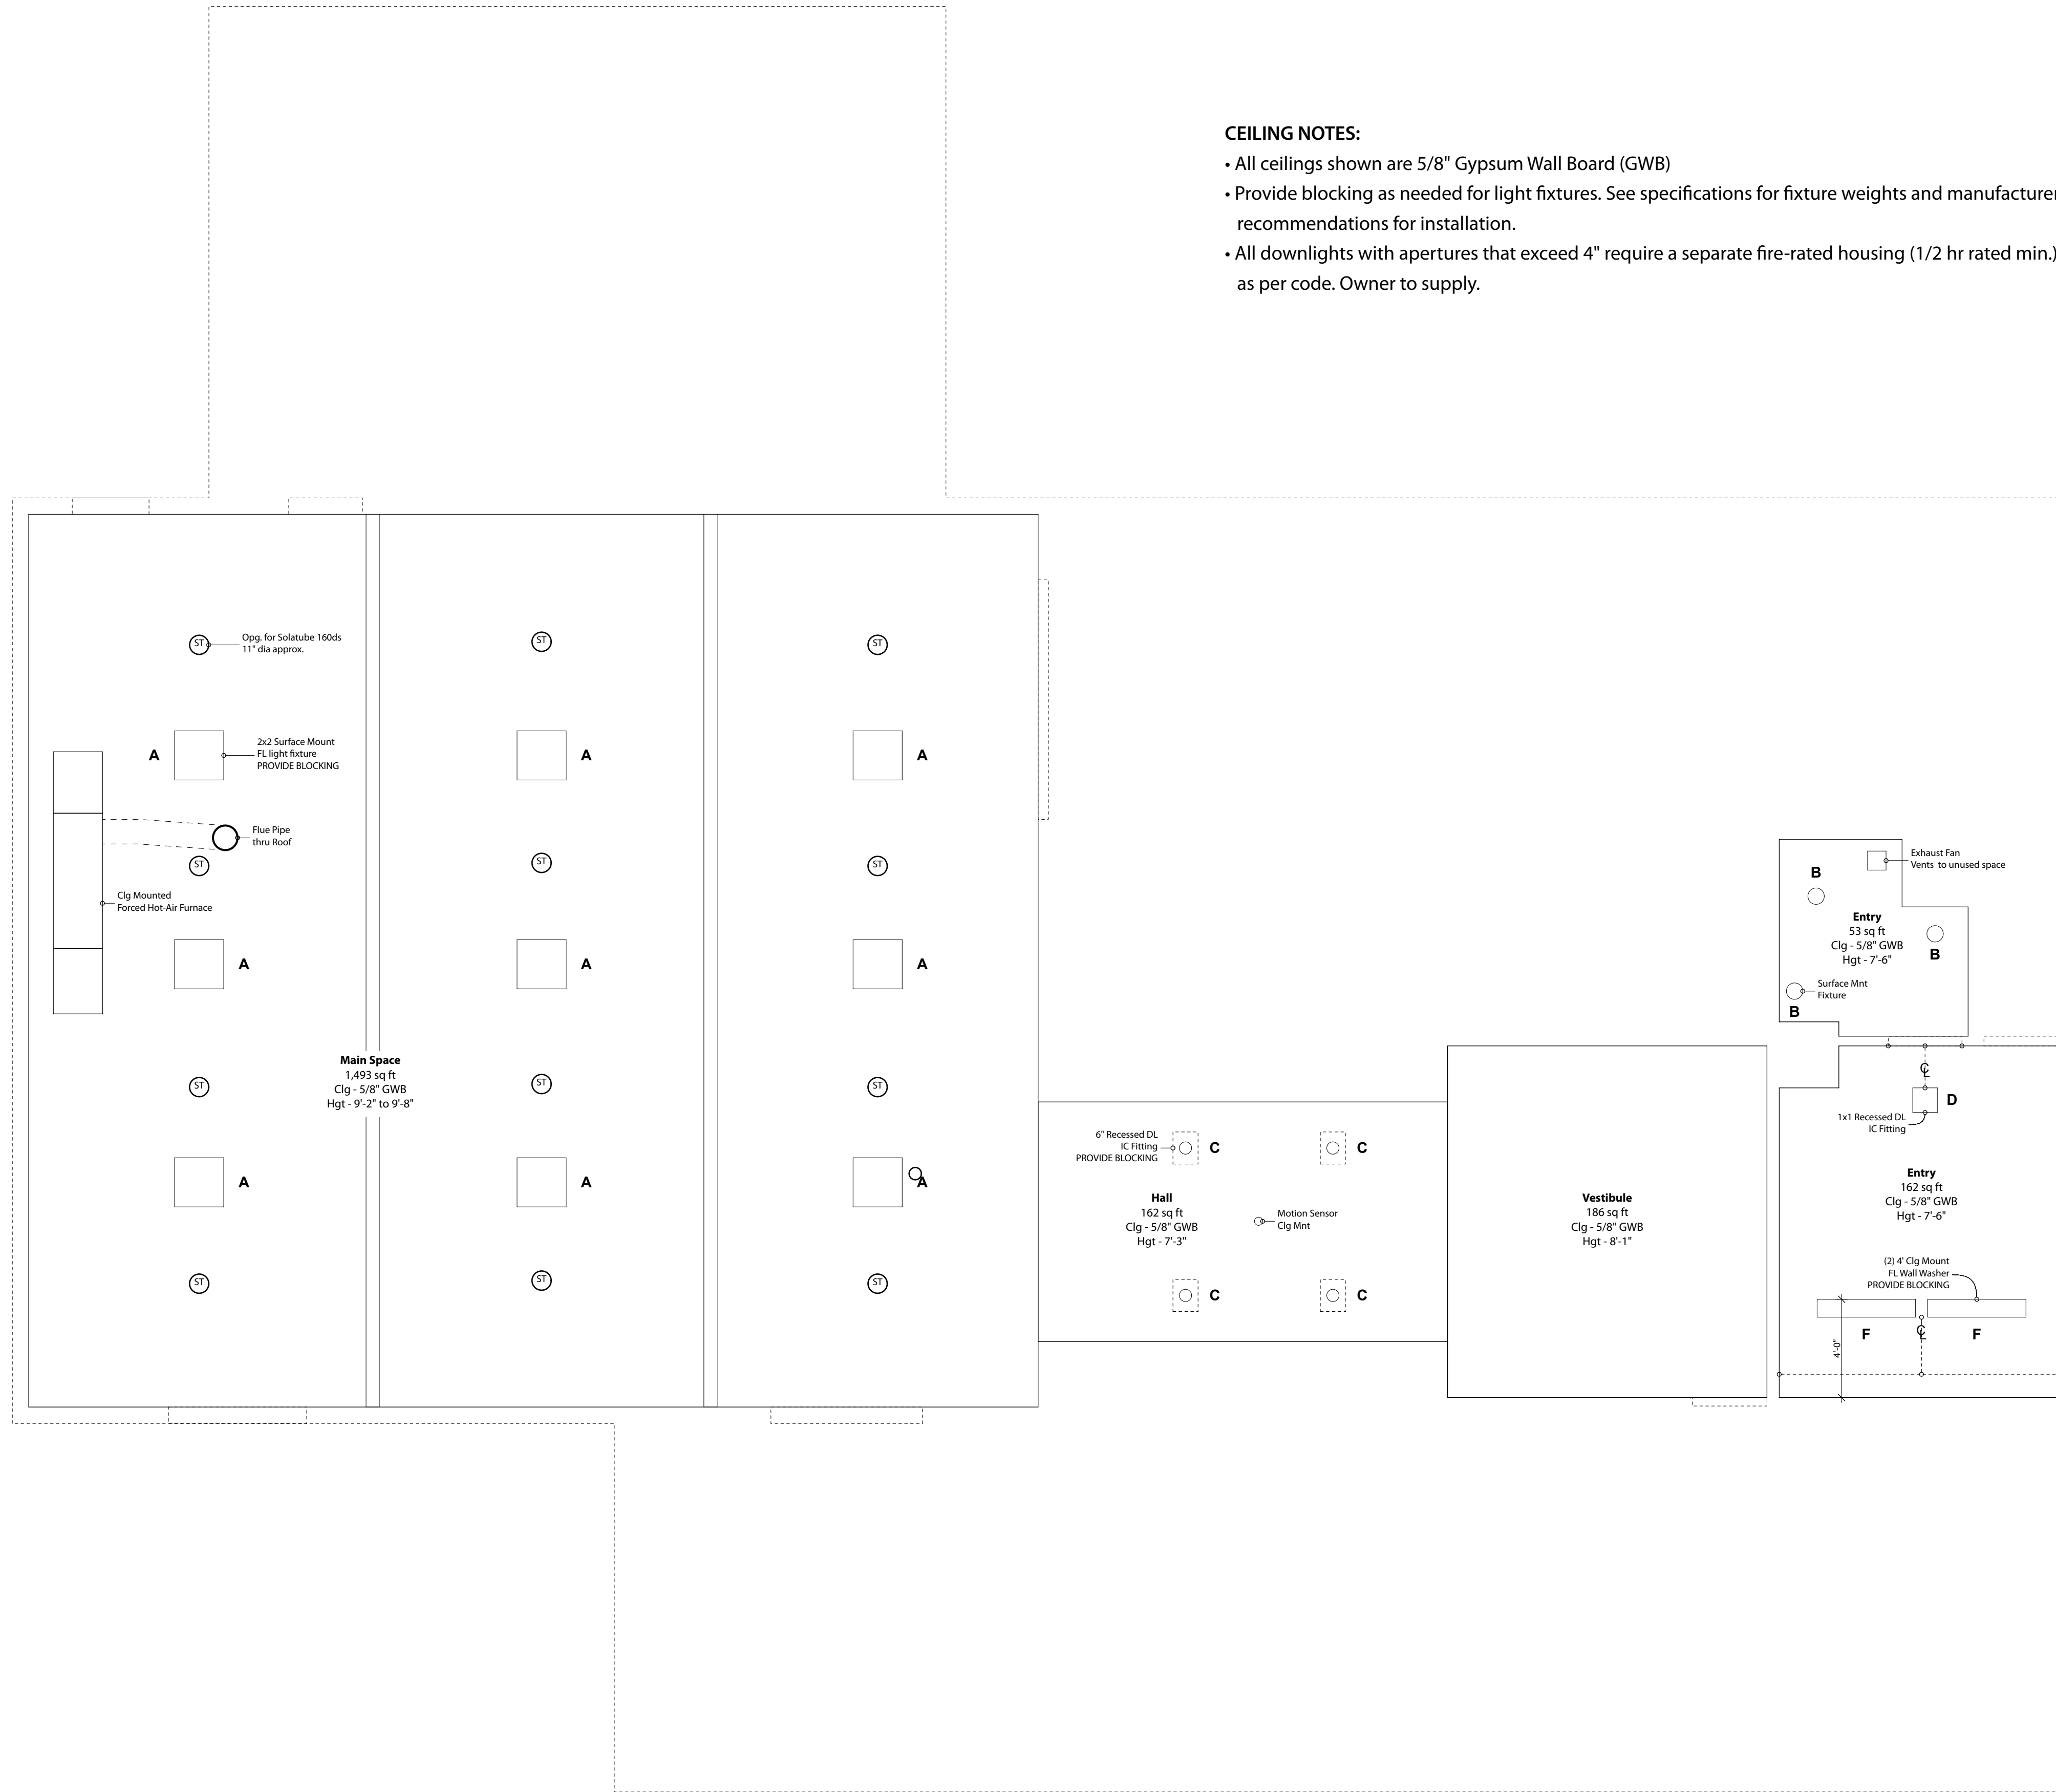 CEILING NOTES:
• All ceilings shown are 5/8" Gypsum Wall Board (GWB)
• Provide blocking as needed for light fixtures. See specifications for fixture weights and manufacturer
recommendations for installation.
• All downlights with apertures that exceed 4" require a separate fire-rated housing (1/2 hr rated min.)
as per code. Owner to supply.
ST
Opg. for Solatube 160ds
11" dia approx.
ST
ST
A
2x2 Surface Mount
FL light fixture
PROVIDE BLOCKING
A
A
Flue Pipe
thru Roof
ST
ST
ST
Clg Mounted
Forced Hot-Air Furnace
A
A
A
Main Space
1,493 sq ft
Clg - 5/8" GWB
Hgt - 9'-2" to 9'-8"
ST
ST
ST
A
A
A
ST
ST
ST
6" Recessed DL
IC Fitting
PROVIDE BLOCKING
C
C
Hall
162 sq ft
Clg - 5/8" GWB
Hgt - 7'-3"
Motion Sensor
Clg Mnt
C
C
Vestibule
186 sq ft
Clg - 5/8" GWB
Hgt - 8'-1"
Exhaust Fan
Vents to unused space
B
Entry
53 sq ft
Clg - 5/8" GWB
Hgt - 7'-6"
B
Surface Mnt
Fixture
B
CL
D
1x1 Recessed DL
IC Fitting
Entry
162 sq ft
Clg - 5/8" GWB
Hgt - 7'-6"
(2) 4' Clg Mount
FL Wall Washer
PROVIDE BLOCKING
F
CL
F
4'-0"